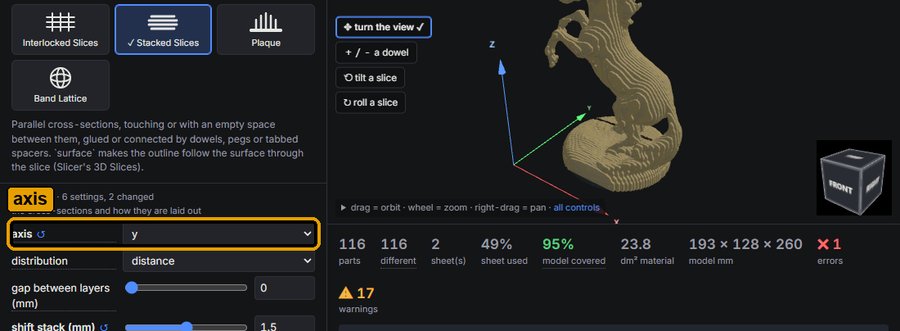 Interlocked Slices
✓ Stacked Slices
Plaque
Band Lattice
Parallel cross-sections, touching or with an empty space
between them, glued or connected by dowels, pegs or tabbed
spacers. `surface` makes the outline follow the surface through
the slice (Slicer's 3D Slices).
axis
· 6 settings, 2 changed
sections and how they are laid out
axis ↺ y
distribution distance
gap between layers (mm) 0
shift stack (mm) ↺ 1.5
✥ turn the view ✓
+ / - a dowel
⟲ tilt a slice
↻ roll a slice
Z
Y
X
FRONT
▶ drag = orbit · wheel = zoom · right-drag = pan · all controls
116 parts
116 different
2 sheet(s)
49% sheet used
95% model covered
23.8 dm² material
193 × 128 × 260 model mm
❌ 1 errors
⚠ 17 warnings